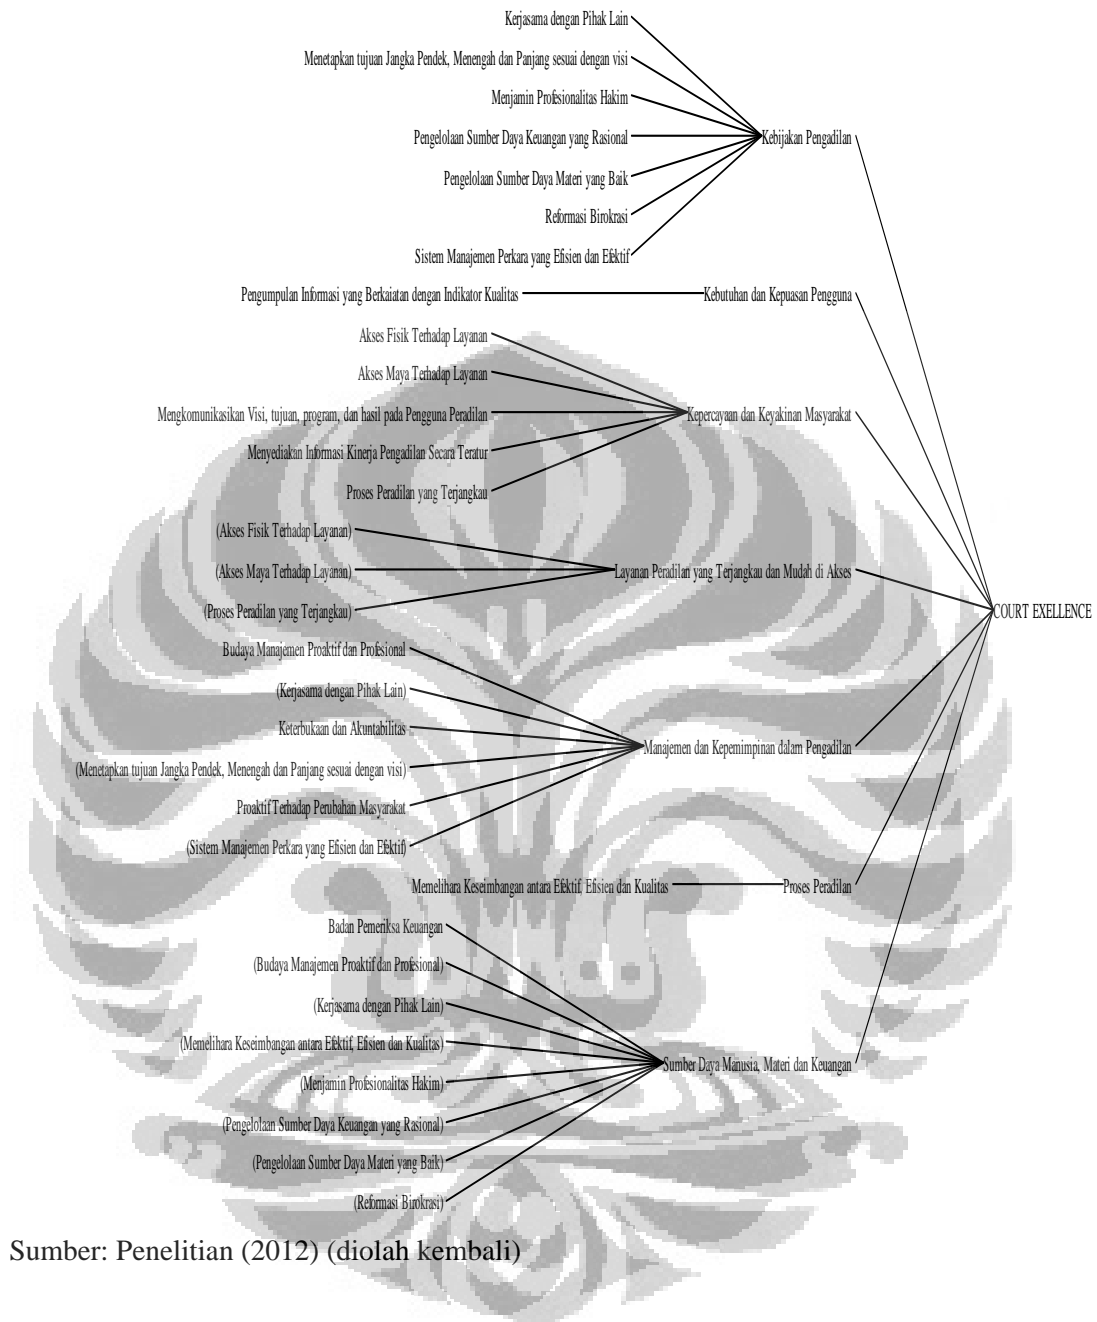 Kerjasama dengan Pihak Lain
Menetapkan tujuan Jangka Pendek, Menengah dan Panjang sesuai dengan visi
Menjamin Profesionalitas Hakim
Pengelolaan Sumber Daya Keuangan yang Rasional
Kebijakan Pengadilan
Pengelolaan Sumber Daya Materi yang Baik
Reformasi Birokrasi
Sistem Manajemen Perkara yang Efisien dan Efektif
Pengumpulan Informasi yang Berkaiatan dengan Indikator Kualitas
Kebutuhan dan Kepuasan Pengguna
Akses Fisik Terhadap Layanan
Akses Maya Terhadap Layanan
Mengkomunikasikan Visi, tujuan, program, dan hasil pada Pengguna Peradilan
Kepercayaan dan Keyakinan Masyarakat
Menyediakan Informasi Kinerja Pengadilan Secara Teratur
Proses Peradilan yang Terjangkau
(Akses Fisik Terhadap Layanan)
(Akses Maya Terhadap Layanan)
Layanan Peradilan yang Terjangkau dan Mudah di Akses
(Proses Peradilan yang Terjangkau)
COURT EXELLENCE
Budaya Manajemen Proaktif dan Profesional
(Kerjasama dengan Pihak Lain)
Keterbukaan dan Akuntabilitas
Manajemen dan Kepemimpinan dalam Pengadilan
(Menetapkan tujuan Jangka Pendek, Menengah dan Panjang sesuai dengan visi)
Proaktif Terhadap Perubahan Masyarakat
(Sistem Manajemen Perkara yang Efisien dan Efektif)
Memelihara Keseimbangan antara Efektif, Efisien dan Kualitas
Proses Peradilan
Badan Pemeriksa Keuangan
(Budaya Manajemen Proaktif dan Profesional)
(Kerjasama dengan Pihak Lain)
(Memelihara Keseimbangan antara Efektif, Efisien dan Kualitas)
Sumber Daya Manusia, Materi dan Keuangan
(Menjamin Profesionalitas Hakim)
(Pengelolaan Sumber Daya Keuangan yang Rasional)
(Pengelolaan Sumber Daya Materi yang Baik)
(Reformasi Birokrasi)
Sumber: Penelitian (2012) (diolah kembali)